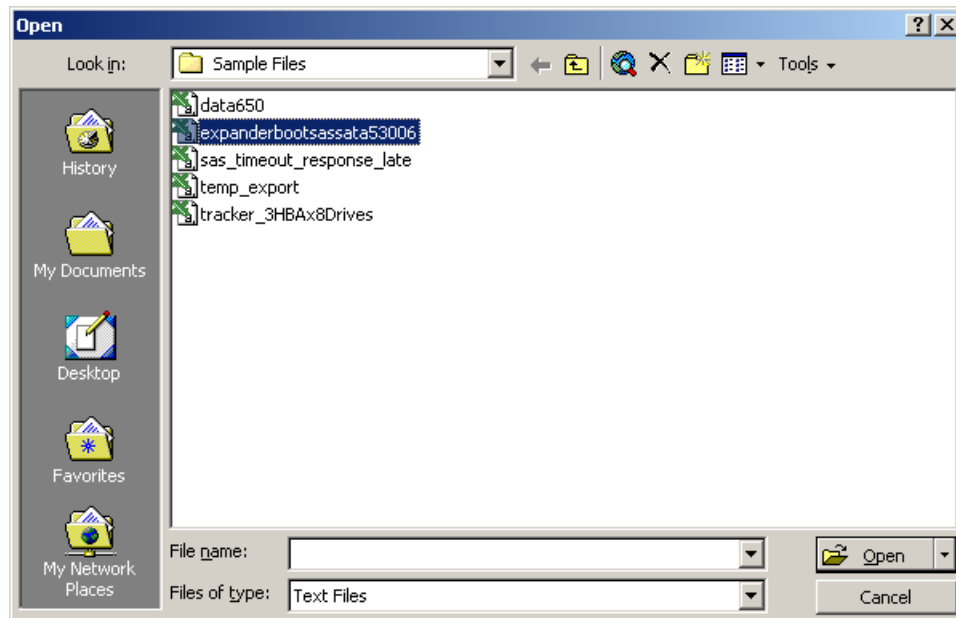 Open
Look in:
Sample Files
Tools
data650
expanderbootsassata53006
sas_timeout_response_late
temp_export
tracker_3HBAx8Drives
History
My Documents
Desktop
Favorites
My Network
Places
File name:
Open
Files of type:
Text Files
Cancel